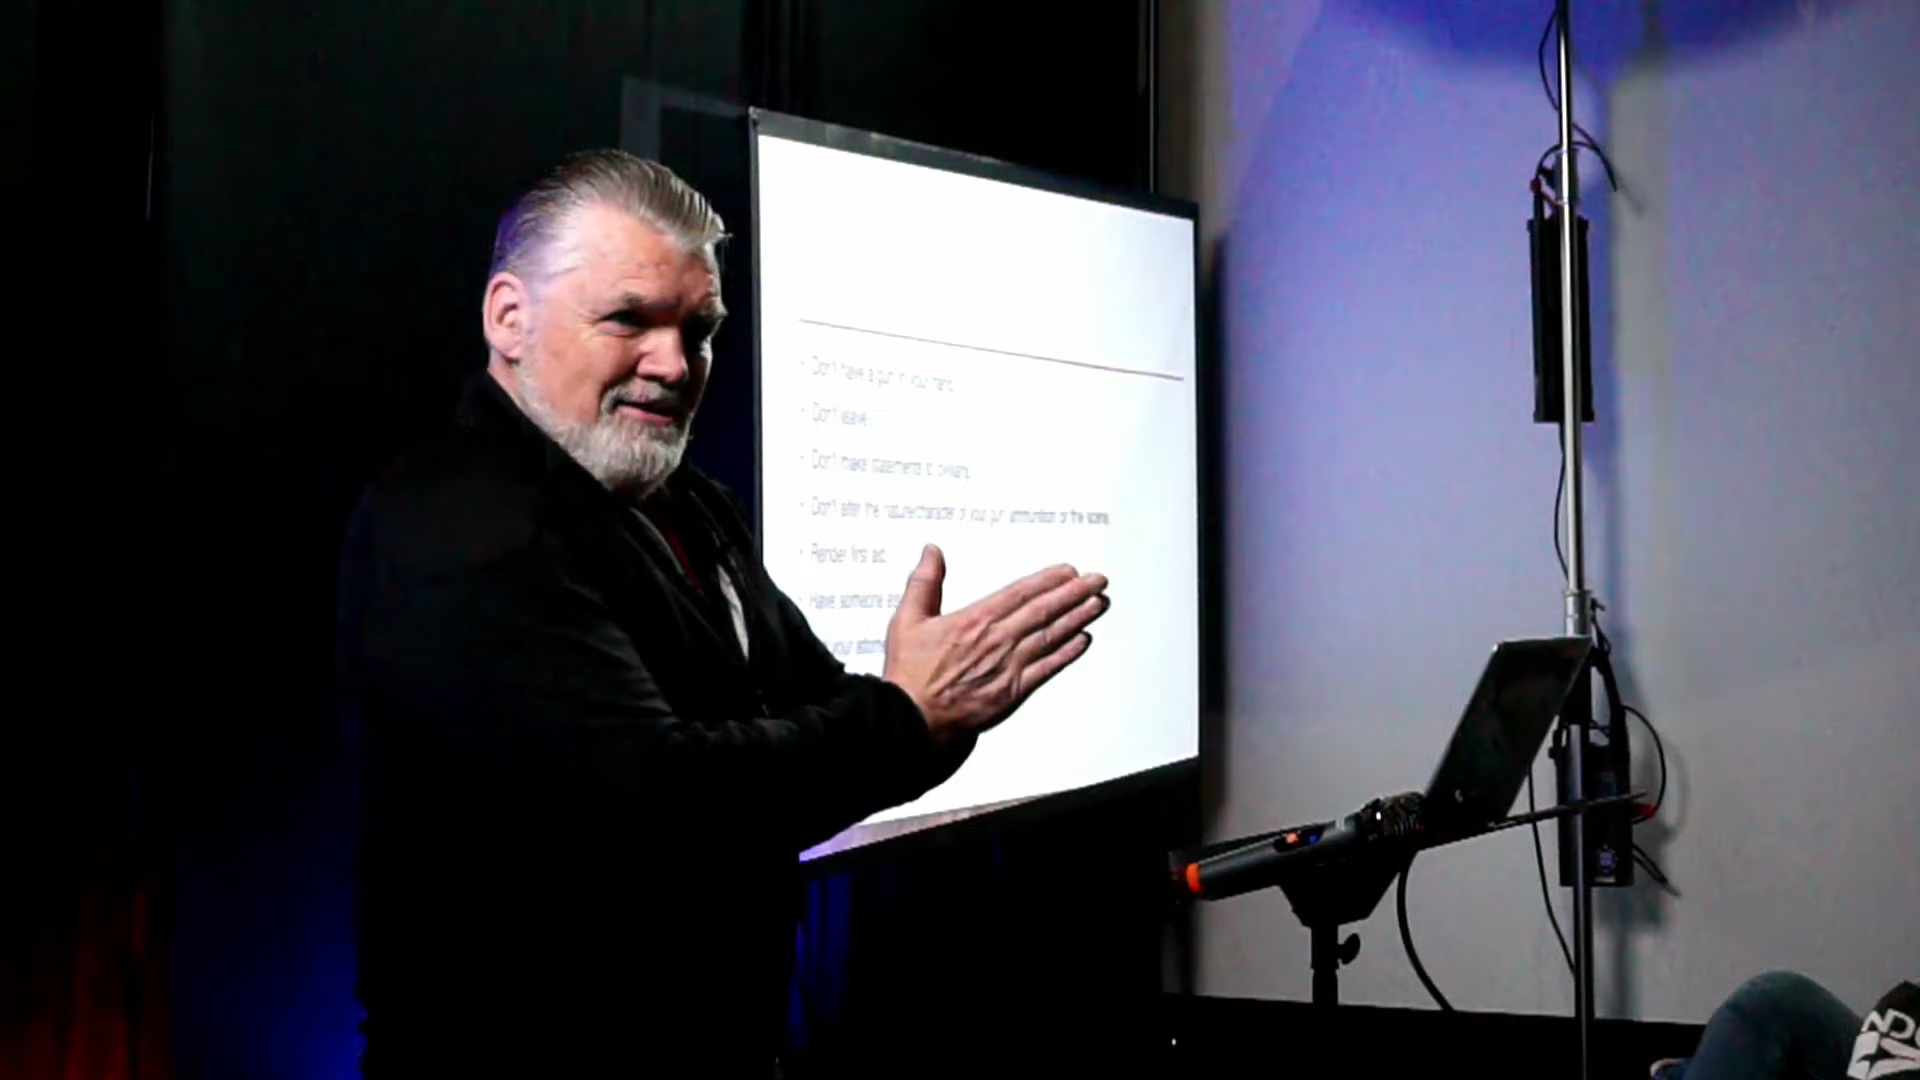 Don't have a gun in your hand.
Don't leave
Don't make statements to civilians.
Don't alter the nature/character of your gun, ammunition or the scene.
Render first aid.
Have someone
your
ND